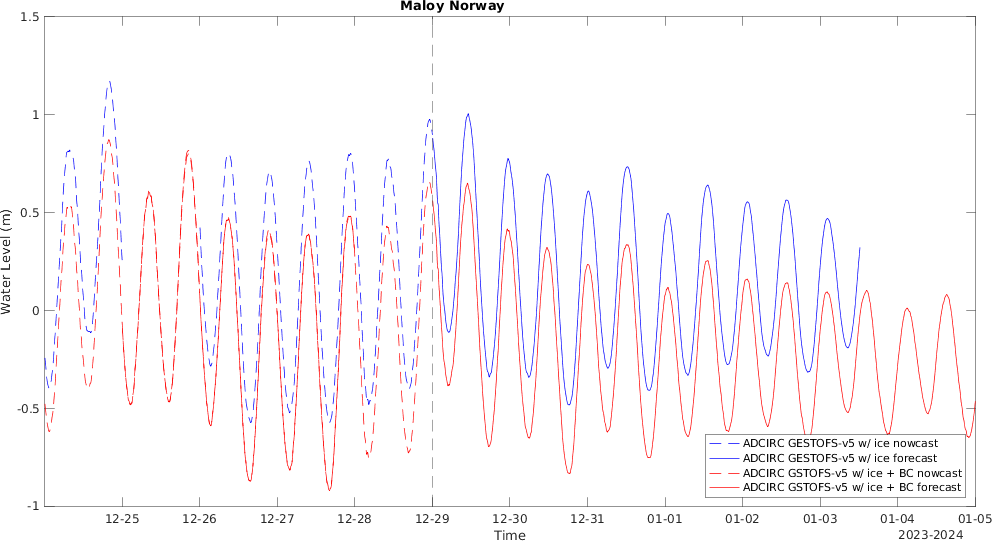 Maloy Norway
1.5
1
0.5
0
-0.5
-1
Water Level (m)
12-25 12-26 12-27 12-28 12-29 12-30 12-31 01-01 01-02 01-03 01-04 01-05
Time
2023-2024
ADCIRC GESTOFS-v5 w/ ice nowcast
ADCIRC GESTOFS-v5 w/ ice forecast
ADCIRC GSTOFS-v5 w/ ice + BC nowcast
ADCIRC GSTOFS-v5 w/ ice + BC forecast